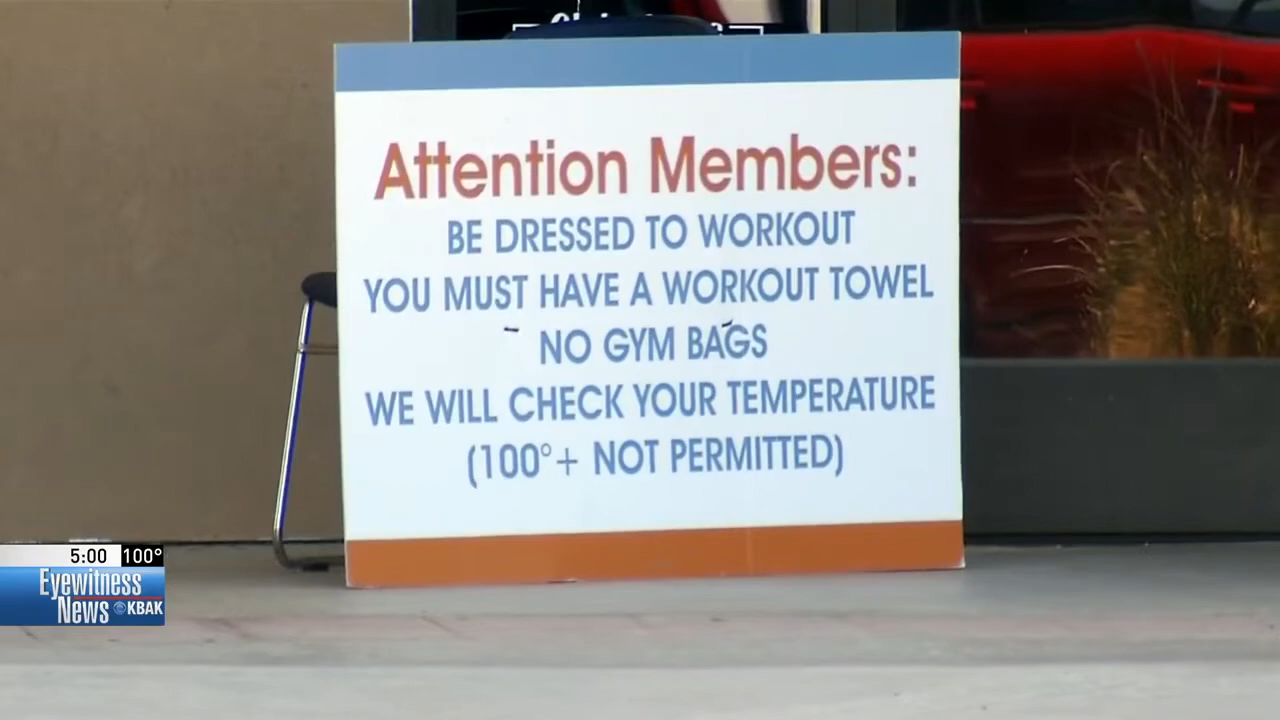 Attention Members:
BE DRESSED TO WORKOUT
YOU MUST HAVE A WORKOUT TOWEL
NO GYM BAGS
WE WILL CHECK YOUR TEMPERATURE
(100°+ NOT PERMITTED)
5:00 100°
Eyewitness
News KBAK